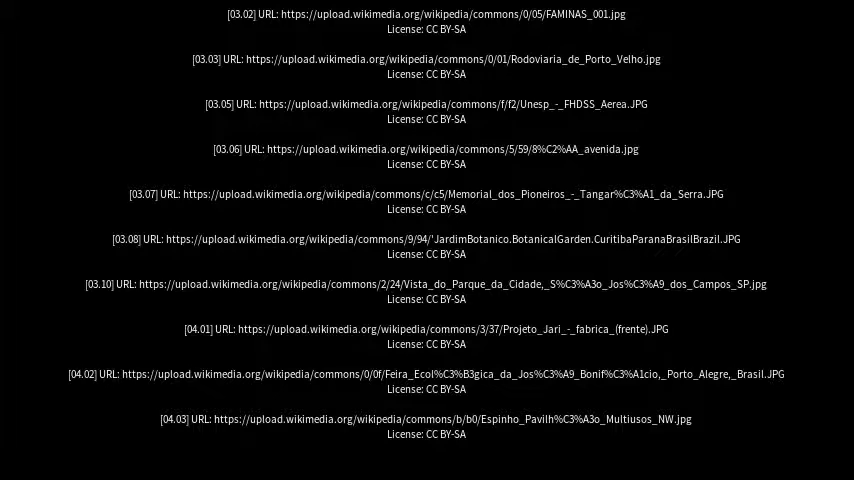 [03.02] URL: https://upload.wikimedia.org/wikipedia/commons/0/05/FAMINAS_001.jpg
License: CC BY-SA
[03.03] URL: https://upload.wikimedia.org/wikipedia/commons/0/01/Rodoviaria_de_Porto_Velho.jpg
License: CC BY-SA
[03.05] URL: https://upload.wikimedia.org/wikipedia/commons/f/f2/Unesp_-_FHDSS_Aerea.JPG
License: CC BY-SA
[03.06] URL: https://upload.wikimedia.org/wikipedia/commons/5/59/8%C2%AA_avenida.jpg
License: CC BY-SA
[03.07] URL: https://upload.wikimedia.org/wikipedia/commons/c/c5/Memorial_dos_Pioneiros_-_Tangar%C3%A1_da_Serra.JPG
License: CC BY-SA
[03.08] URL: https://upload.wikimedia.org/wikipedia/commons/9/94/'JardimBotanico.BotanicalGarden.CuritibaParanaBrasilBrazil.JPG
License: CC BY-SA
[03.10] URL: https://upload.wikimedia.org/wikipedia/commons/2/24/Vista_do_Parque_da_Cidade,_S%C3%A3o_Jos%C3%A9_dos_Campos_SP.jpg
License: CC BY-SA
[04.01] URL: https://upload.wikimedia.org/wikipedia/commons/3/37/Projeto_Jari_-_fabrica_(frente).JPG
License: CC BY-SA
[04.02] URL: https://upload.wikimedia.org/wikipedia/commons/0/0f/Feira_Ecol%C3%B3gica_da_Jos%C3%A9_Bonif%C3%A1cio,_Porto_Alegre,_Brasil.JPG
License: CC BY-SA
[04.03] URL: https://upload.wikimedia.org/wikipedia/commons/b/b0/Espinho_Pavilh%C3%A3o_Multiusos_NW.jpg
License: CC BY-SA